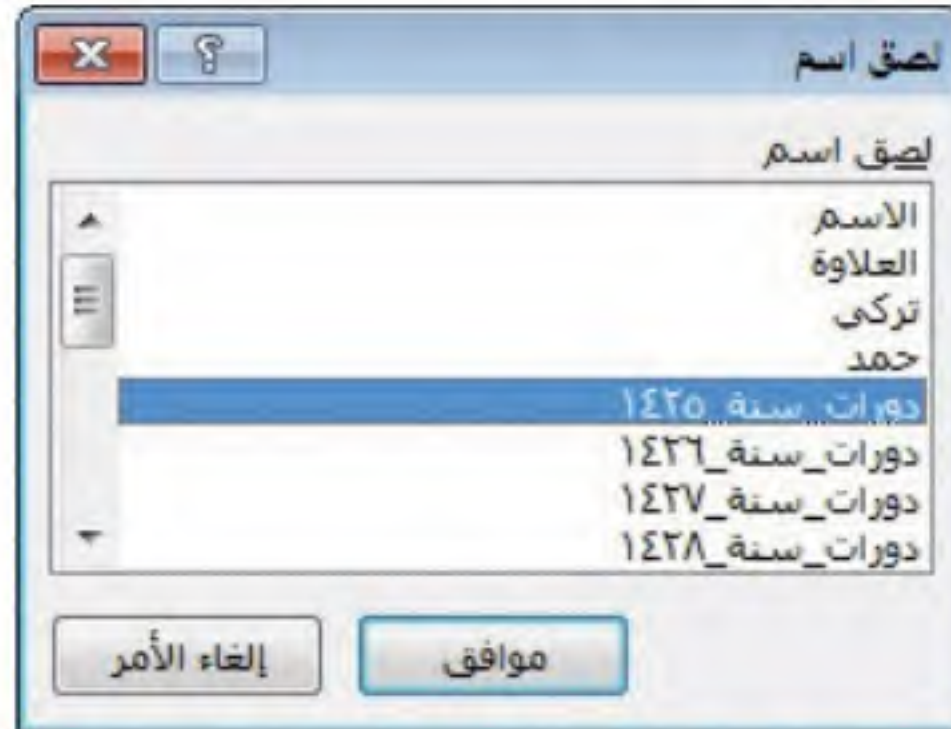 لصق اسم
لصق اسم
الاسم
العلاوة
تركي
حمد
دورات_سنة_١٤٢٥
دورات_سنة_١٤٢٦
دورات_سنة_١٤٢٧
دورات_سنة_١٤٢٨
موافق
إلغاء الأمر